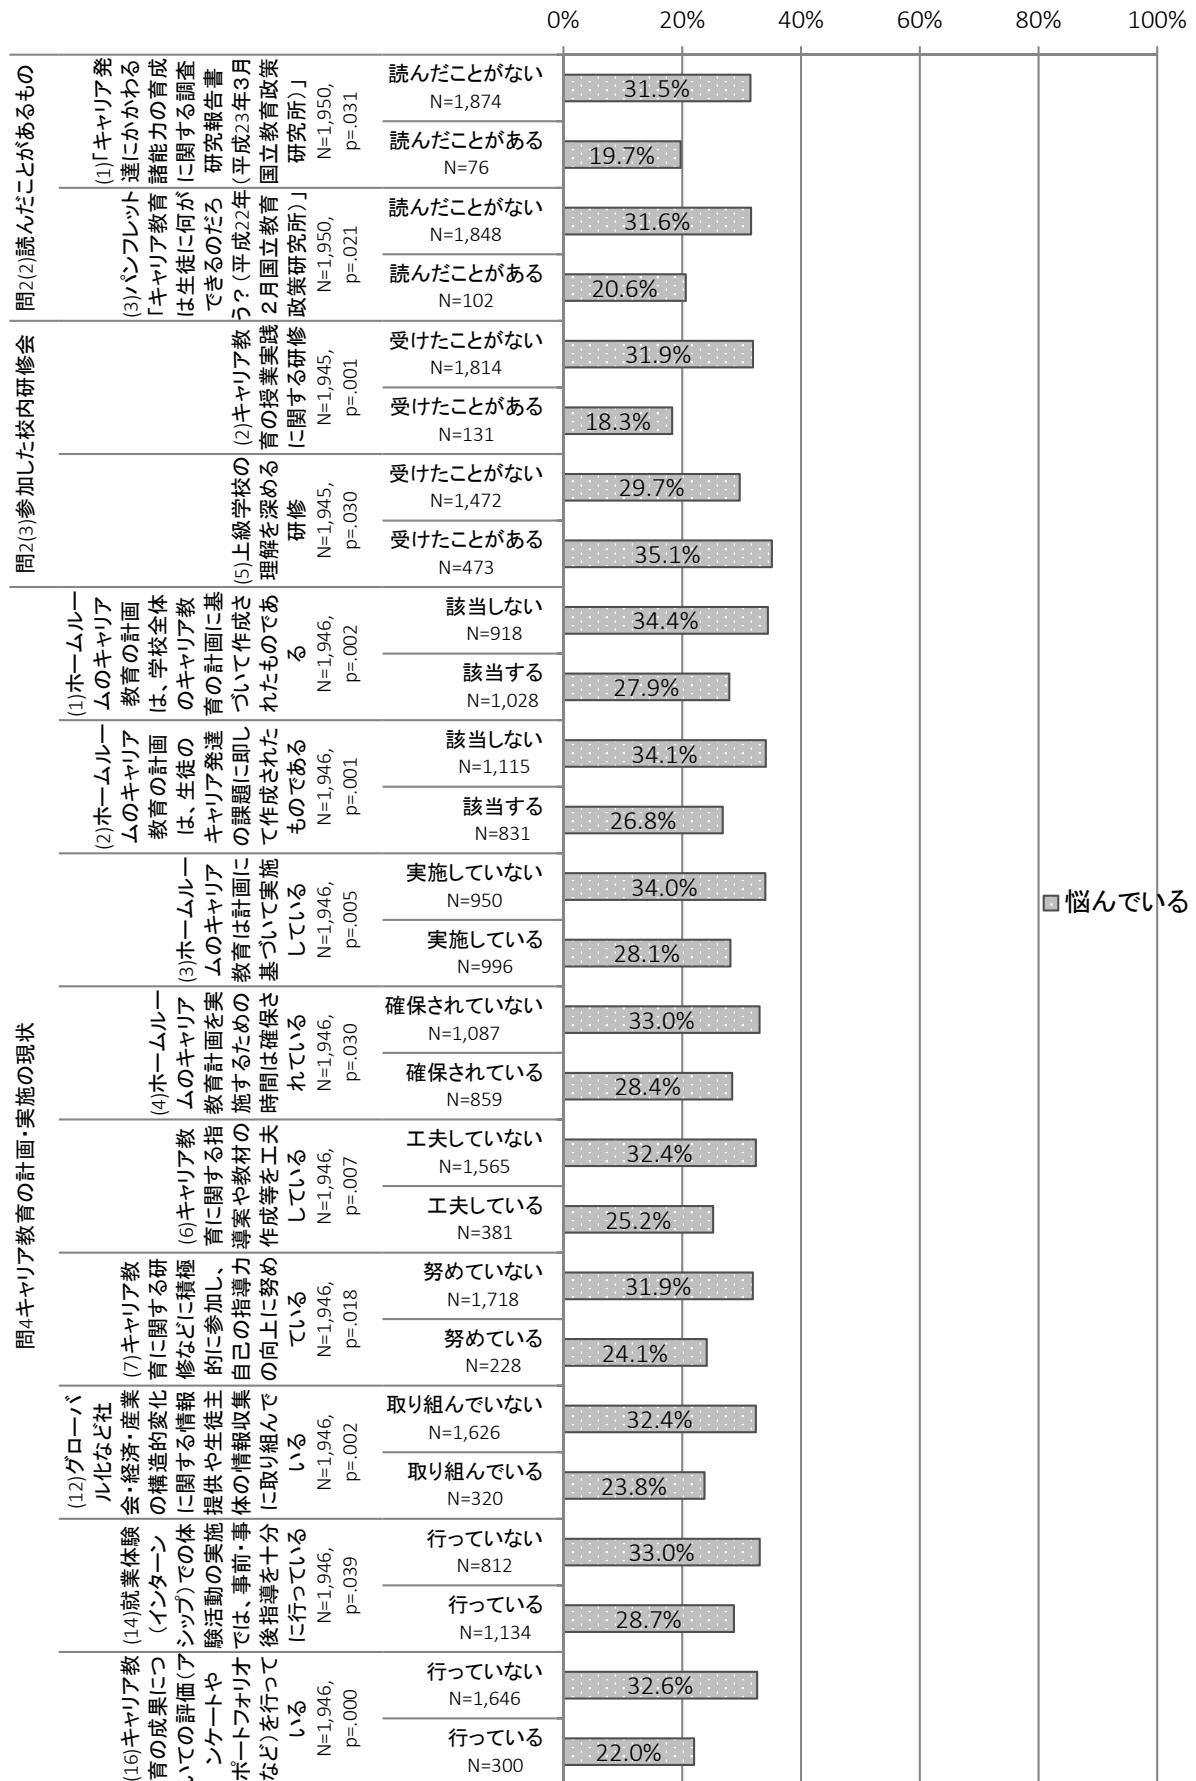 0% 20% 40% 60% 80% 100%
問2(2)読んだことがあるもの
(1)「キャリア発
達にかかわる
諸能力の育成
に関する調査
研究報告書
(平成23年3月
国立教育政策
研究所)」
N=1,950,
p=.031
読んだことがない
N=1,874
31.5%
読んだことがある
N=76
19.7%
(3)パンフレット
「キャリア教育
は生徒に何が
できるのだろ
う?(平成22年
2月国立教育
政策研究所)」
N=1,950,
p=.021
読んだことがない
N=1,848
31.6%
読んだことがある
N=102
20.6%
問2(3)参加した校内研修会
(2)キャリア教
育の授業実践
に関する研修
N=1,945,
p=.001
受けたことがない
N=1,814
31.9%
受けたことがある
N=131
18.3%
(5)上級学校の
理解を深める
研修
N=1,945,
p=.030
受けたことがない
N=1,472
29.7%
受けたことがある
N=473
35.1%
問4キャリア教育の計画・実施の現状
(1)ホームルー
ムのキャリア
教育の計画
は、学校全体
のキャリア教
育の計画に基
づいて作成さ
れたものであ
る
N=1,946,
p=.002
該当しない
N=918
34.4%
該当する
N=1,028
27.9%
(2)ホームルー
ムのキャリア
教育の計画
は、生徒の
キャリア発達
の課題に即し
て作成された
ものである
N=1,946,
p=.001
該当しない
N=1,115
34.1%
該当する
N=831
26.8%
(3)ホームルー
ムのキャリア
教育は計画に
基づいて実施
している
N=1,946,
p=.005
実施していない
N=950
34.0%
実施している
N=996
28.1%
悩んでいる
(4)ホームルー
ムのキャリア
教育計画を実
施するための
時間は確保さ
れている
N=1,946,
p=.030
確保されていない
N=1,087
33.0%
確保されている
N=859
28.4%
(6)キャリア教
育に関する指
導案や教材の
作成等を工夫
している
N=1,946,
p=.007
工夫していない
N=1,565
32.4%
工夫している
N=381
25.2%
(7)キャリア教
育に関する研
修などに積極
的に参加し、
自己の指導力
の向上に努め
ている
N=1,946,
p=.018
努めていない
N=1,718
31.9%
努めている
N=228
24.1%
(12)グローバ
ル化など社
会・経済・産業
の構造的変化
に関する情報
提供や生徒主
体の情報収集
に取り組んで
いる
N=1,946,
p=.002
取り組んでいない
N=1,626
32.4%
取り組んでいる
N=320
23.8%
(14)就業体験
(インターン
シップ)での体
験活動の実施
では、事前・事
後指導を十分
に行っている
N=1,946,
p=.039
行っていない
N=812
33.0%
行っている
N=1,134
28.7%
(16)キャリア教
育の成果につ
いての評価(ア
ンケートや
ポートフォリオ
など)を行って
いる
N=1,946,
p=.000
行っていない
N=1,646
32.6%
行っている
N=300
22.0%